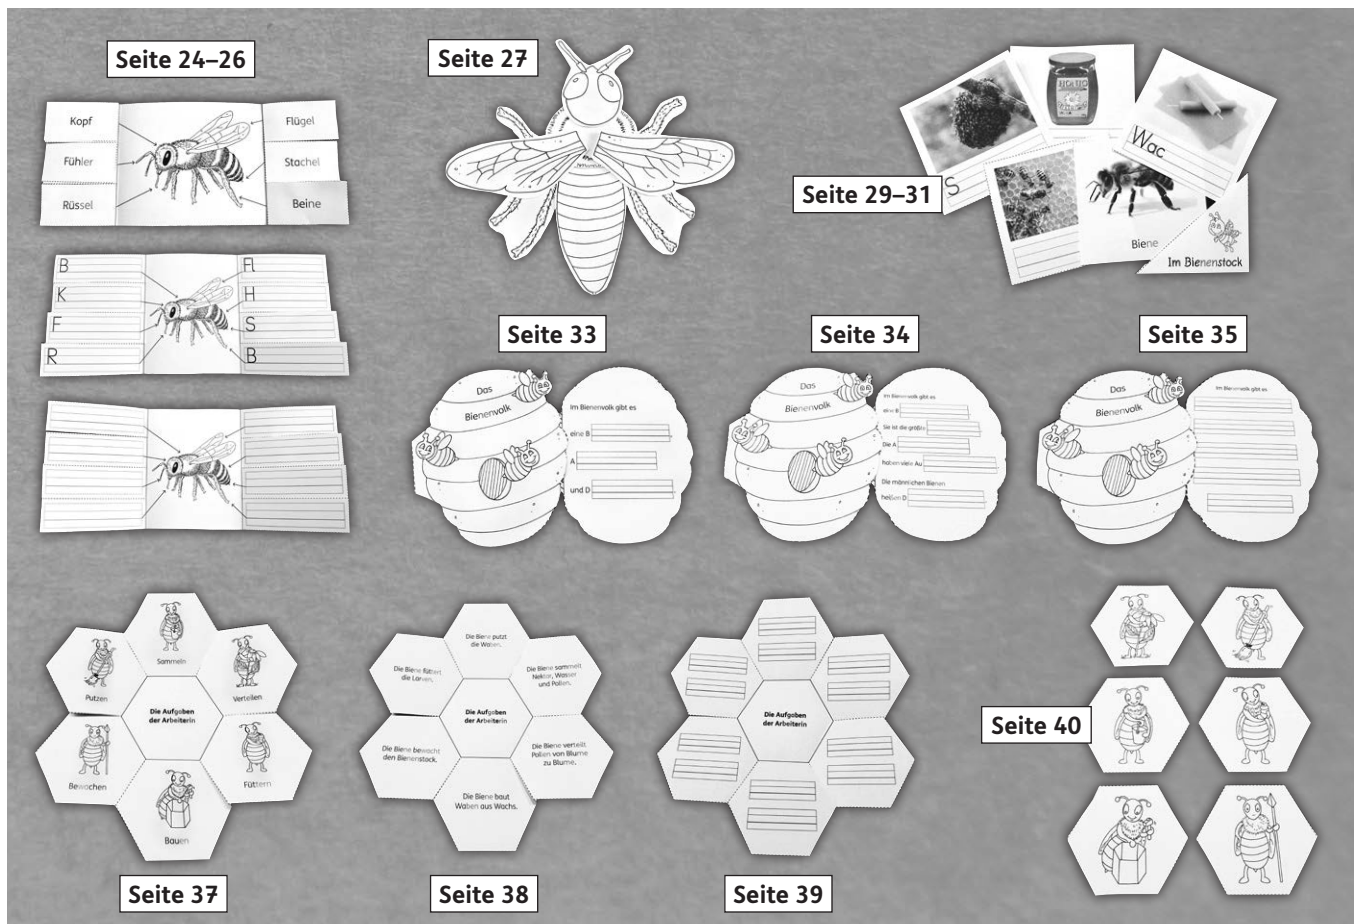 Seite 24–26
Kopf
Fühler
Rüssel
Flügel
Stachel
Beine
B
K
F
R
Fl
H
S
B
Seite 27
Seite 29–31
S
Wac
Biene
Im Bienenstock
Seite 33
Das
Bienenvolk
Im Bienenvolk gibt es
eine B
A
und D
Seite 34
Das
Bienenvolk
Im Bienenvolk gibt es
eine B
Sie ist die größte
Die A
haben viele Au
Die männlichen Bienen
heißen D
Seite 35
Das
Bienenvolk
Im Bienenvolk gibt es
Sammeln
Putzen
Verteilen
Die Aufgaben
der Arbeiterin
Bewachen
Füttern
Bauen
Seite 37
Die Biene putzt
die Waben.
Die Biene füttert
die Larven.
Die Biene sammelt
Nektar, Wasser
und Pollen.
Die Aufgaben
der Arbeiterin
Die Biene bewacht
den Bienenstock.
Die Biene verteilt
Pollen von Blume
zu Blume.
Die Biene baut
Waben aus Wachs.
Seite 38
Die Aufgaben
der Arbeiterin
Seite 39
Seite 40